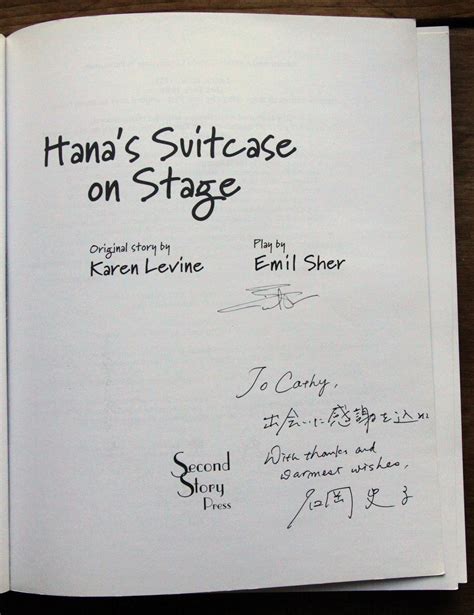 Hana's Suitcase
on Stage
Original story by
Karen Levine
Play by
Emil Sher
To Cathy,
出会いに感謝を込めて
With thanks and
warmest wishes,
石岡史子
Second
Story
Press